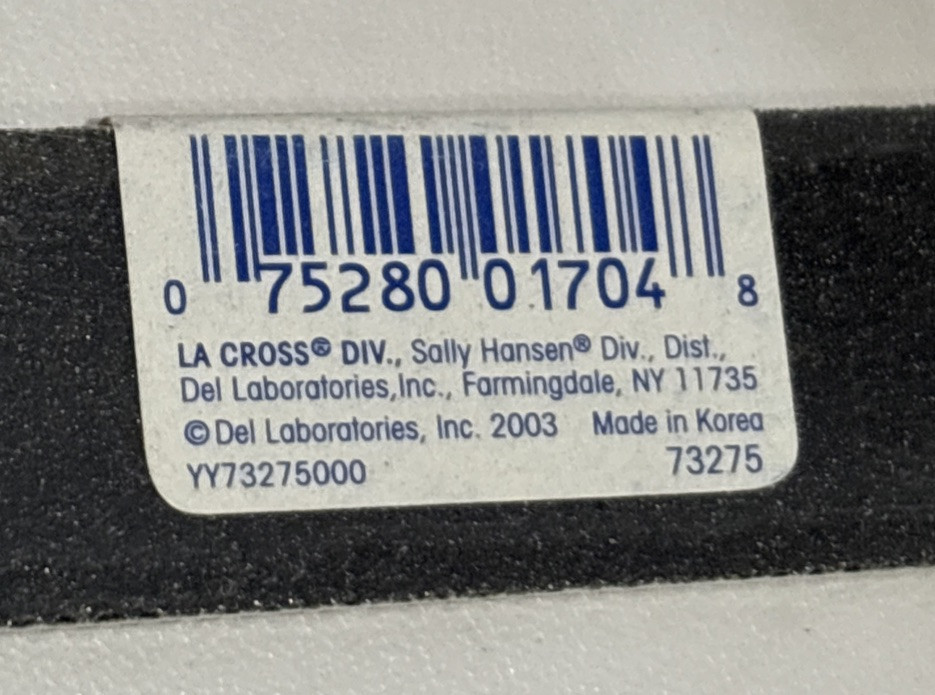 0 75280 01704 8
LA CROSS® DIV., Sally Hansen® Div., Dist.,
Del Laboratories,Inc., Farmingdale, NY 11735
© Del Laboratories, Inc. 2003 Made in Korea
YY73275000 73275